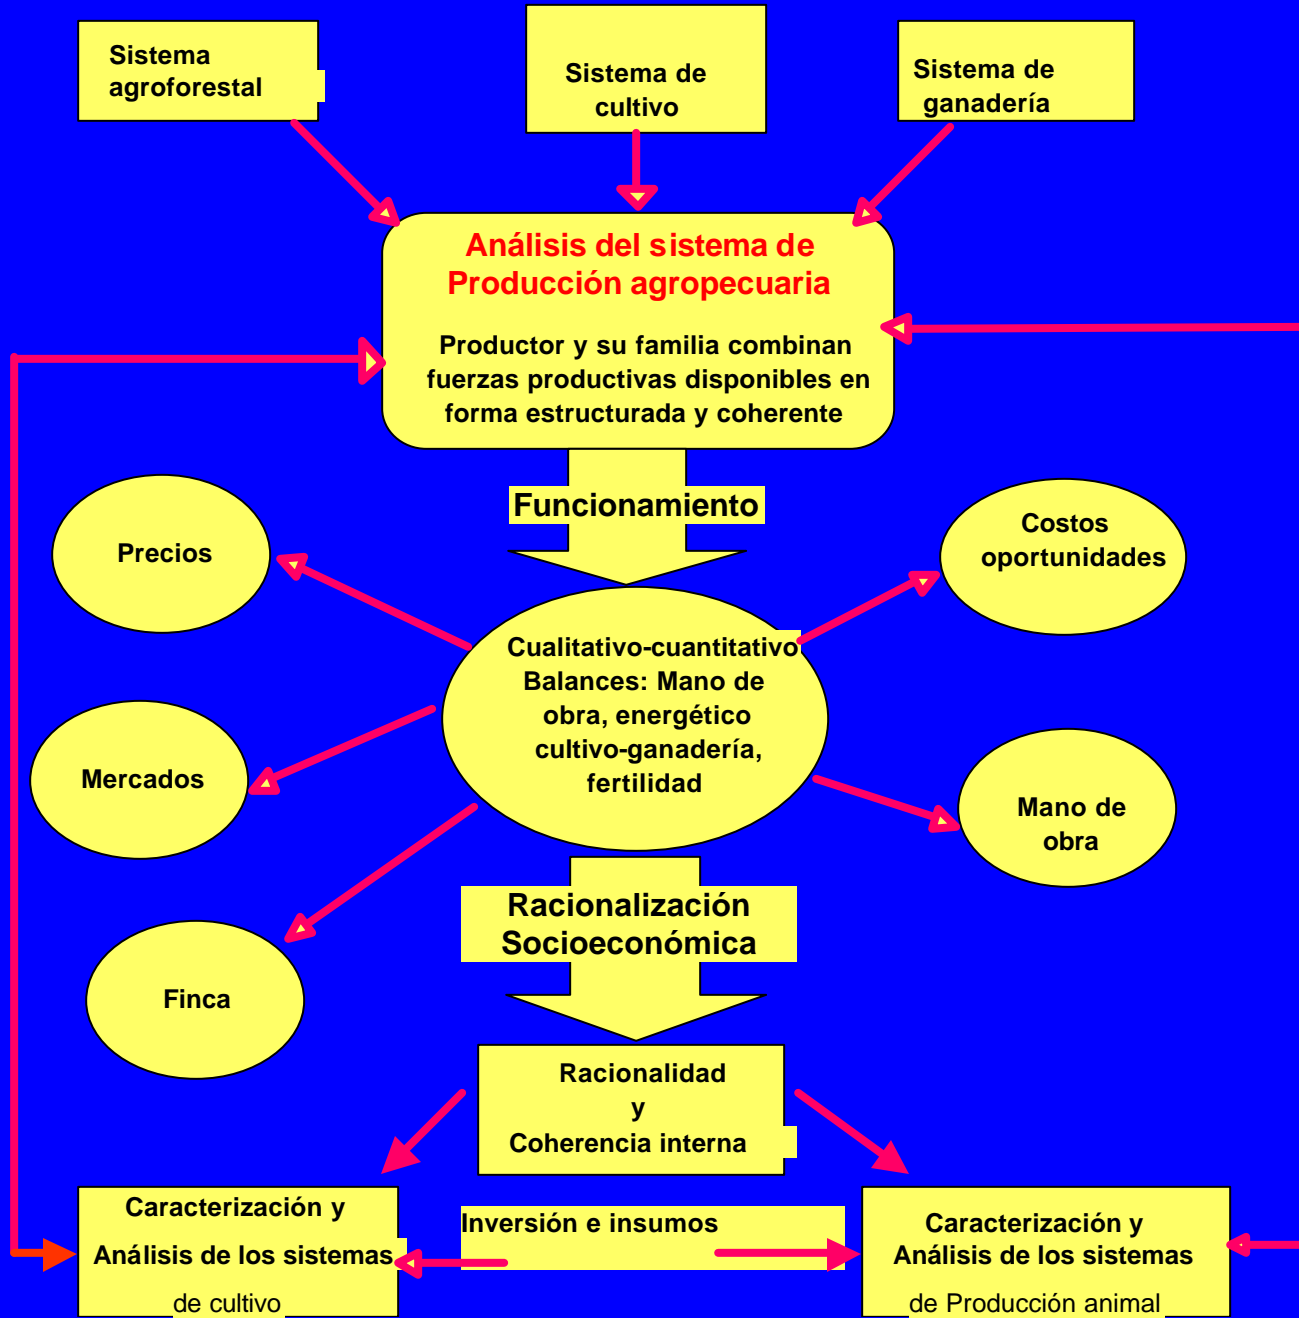 Sistema
agroforestal
Sistema de
cultivo
Sistema de
ganadería
Análisis del sistema de
Producción agropecuaria
Productor y su familia combinan
fuerzas productivas disponibles en
forma estructurada y coherente
Funcionamiento
Precios
Costos
oportunidades
Cualitativo-cuantitativo
Balances: Mano de
obra, energético
cultivo-ganadería,
fertilidad
Mercados
Mano de
obra
Racionalización
Socioeconómica
Finca
Racionalidad
y
Coherencia interna
Caracterización y
Análisis de los sistemas
de cultivo
Inversión e insumos
Caracterización y
Análisis de los sistemas
de Producción animal